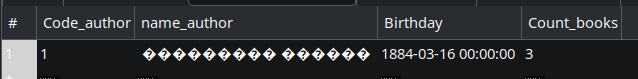 # Code_author name_author Birthday Count_books
1 1 ��������� ������� 1884-03-16 00:00:00 3